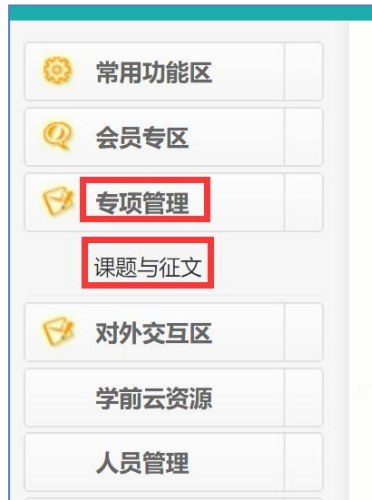 常用功能区
会员专区
专项管理
课题与征文
对外交互区
学前云资源
人员管理